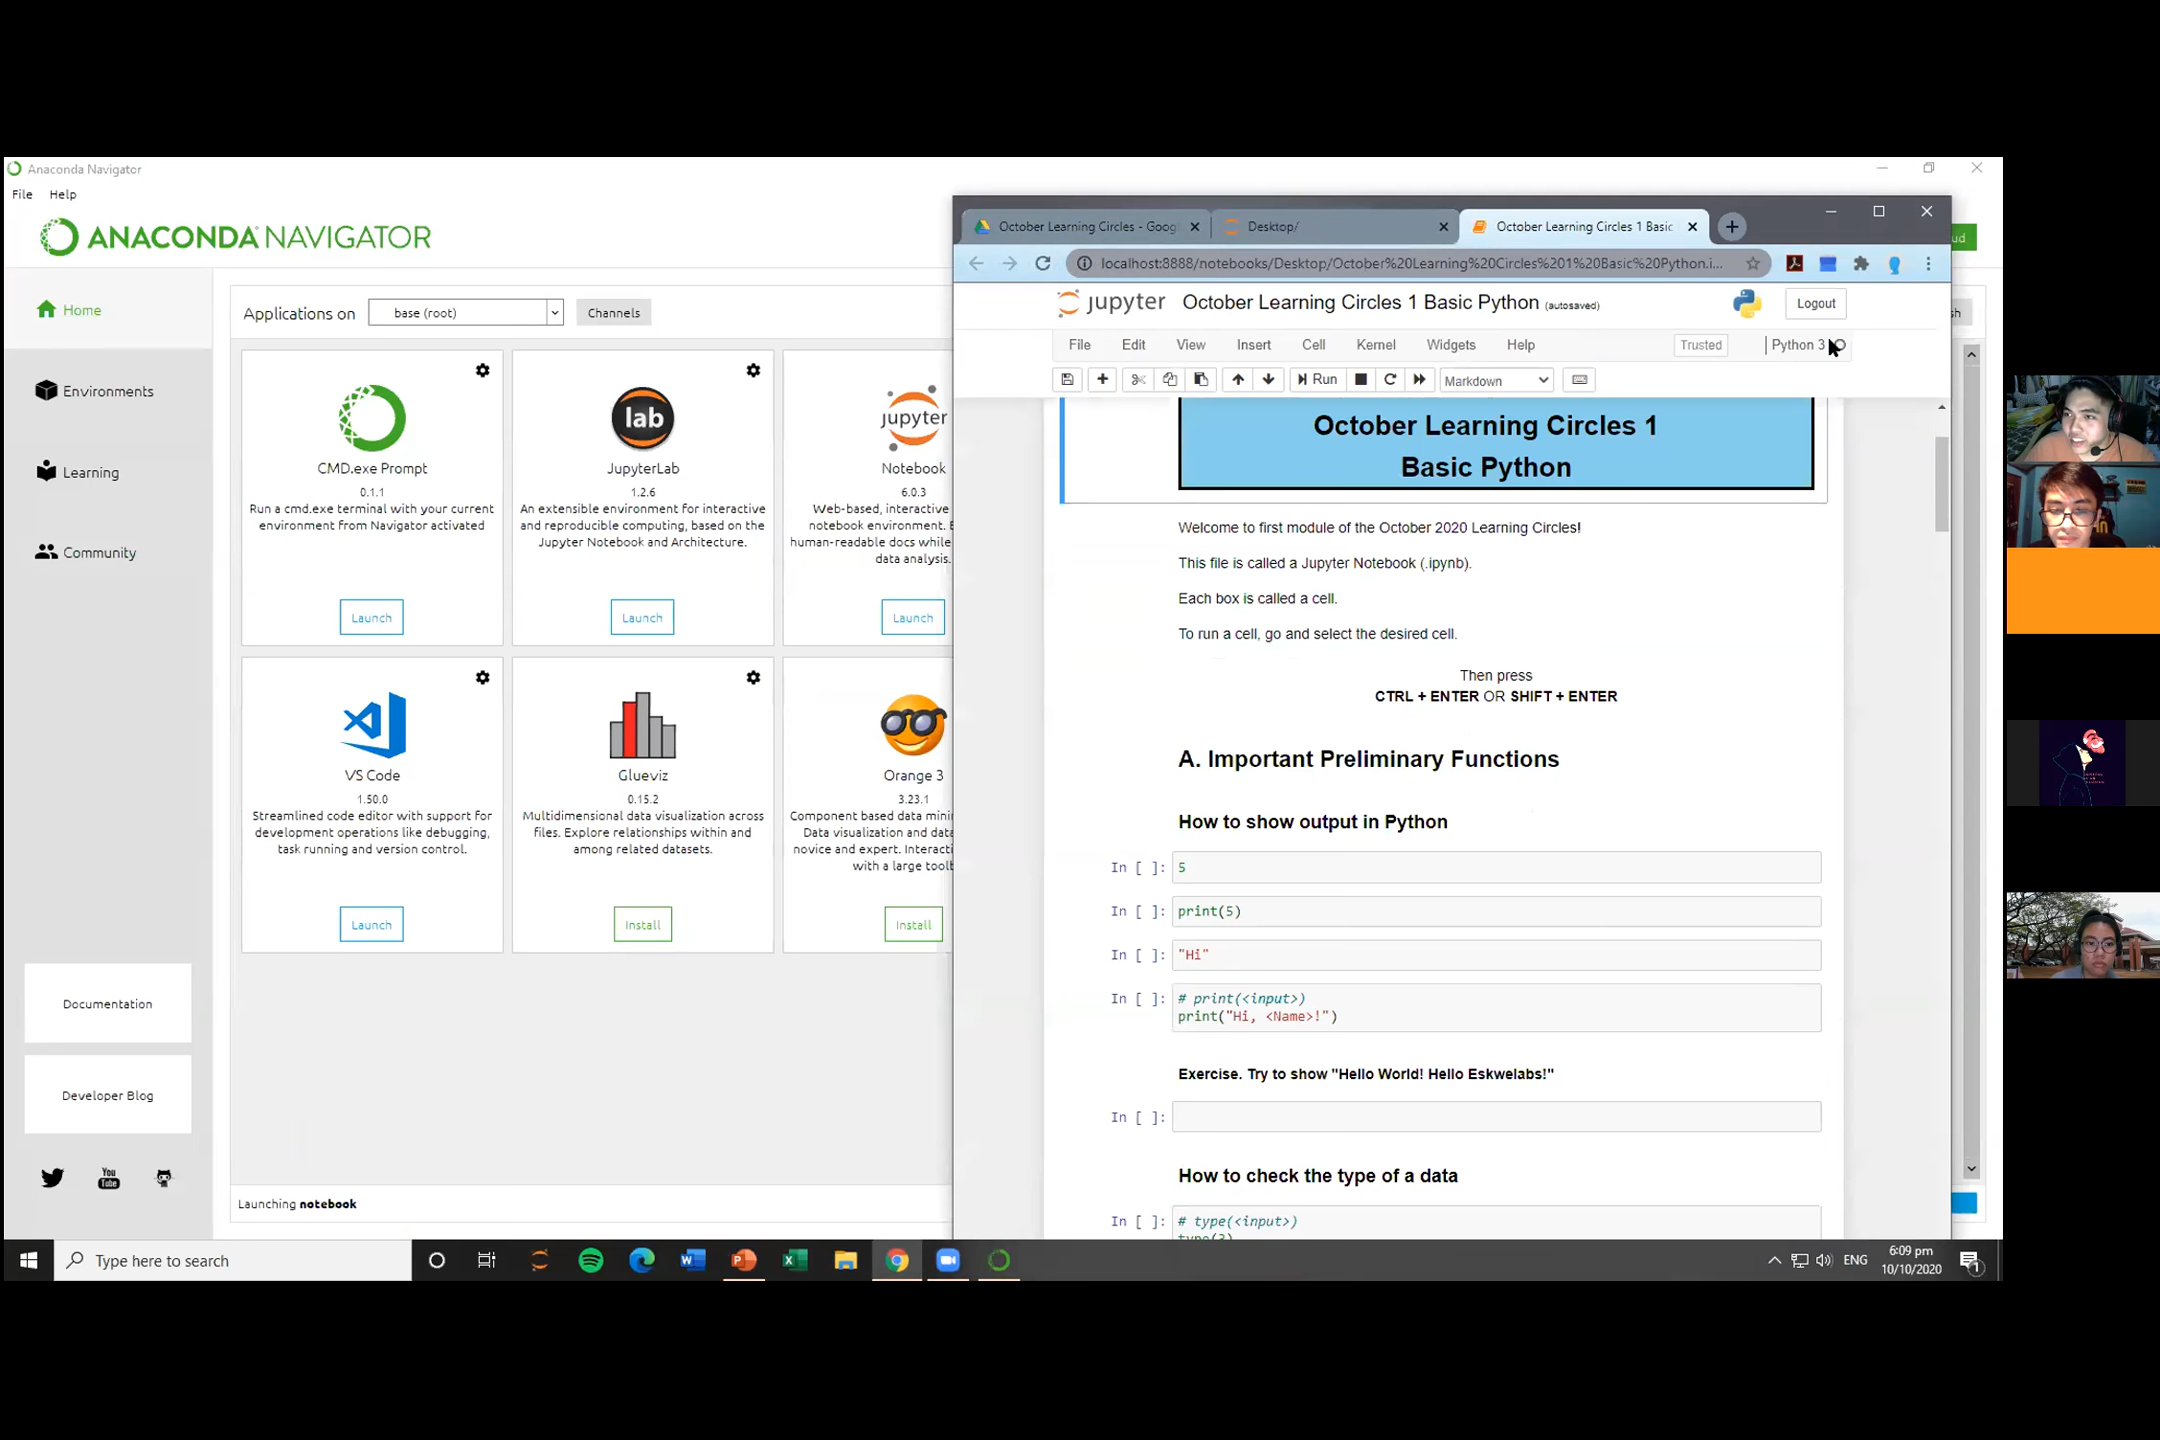 Anaconda Navigator
File Help
ANACONDA NAVIGATOR
Home
Environments
Learning
Community
Documentation
Developer Blog
You
Tube
Applications on base (root) Channels
CMD.exe Prompt
0.1.1
Run a cmd.exe terminal with your current
environment from Navigator activated
Launch
lab
JupyterLab
1.2.6
An extensible environment for interactive
and reproducible computing, based on the
Jupyter Notebook and Architecture.
Launch
jupyter
Notebook
6.0.3
Web-based, interactive
notebook environment.
human-readable docs while
data analysis.
Launch
VS Code
1.50.0
Streamlined code editor with support for
development operations like debugging,
task running and version control.
Launch
Glueviz
0.15.2
Multidimensional data visualization across
files. Explore relationships within and
among related datasets.
Install
Orange 3
3.23.1
Component based data
Data visualization and
novice and expert.
with a large
Install
Launching notebook
October Learning Circles - Goog
Desktop/
October Learning Circles 1 Basic
localhost:8888/notebooks/Desktop/October%20Learning%20Circles%201%20Basic%20Python.i...
jupyter October Learning Circles 1 Basic Python (autosaved)
Logout
File Edit View Insert Cell Kernel Widgets Help
Trusted
Python 3
Run
Markdown
October Learning Circles 1
Basic Python
Welcome to first module of the October 2020 Learning Circles!
This file is called a Jupyter Notebook (.ipynb).
Each box is called a cell.
To run a cell, go and select the desired cell.
Then press
CTRL + ENTER OR SHIFT + ENTER
A. Important Preliminary Functions
How to show output in Python
In [ ]: 5
In [ ]: print(5)
In [ ]: "Hi"
In [ ]: # print(<input>)
print("Hi, <Name>!")
Exercise. Try to show "Hello World! Hello Eskwelabs!"
In [ ]:
How to check the type of a data
In [ ]: # type(<input>)
type(3)
Type here to search
ENG
6:09 pm
10/10/2020
1